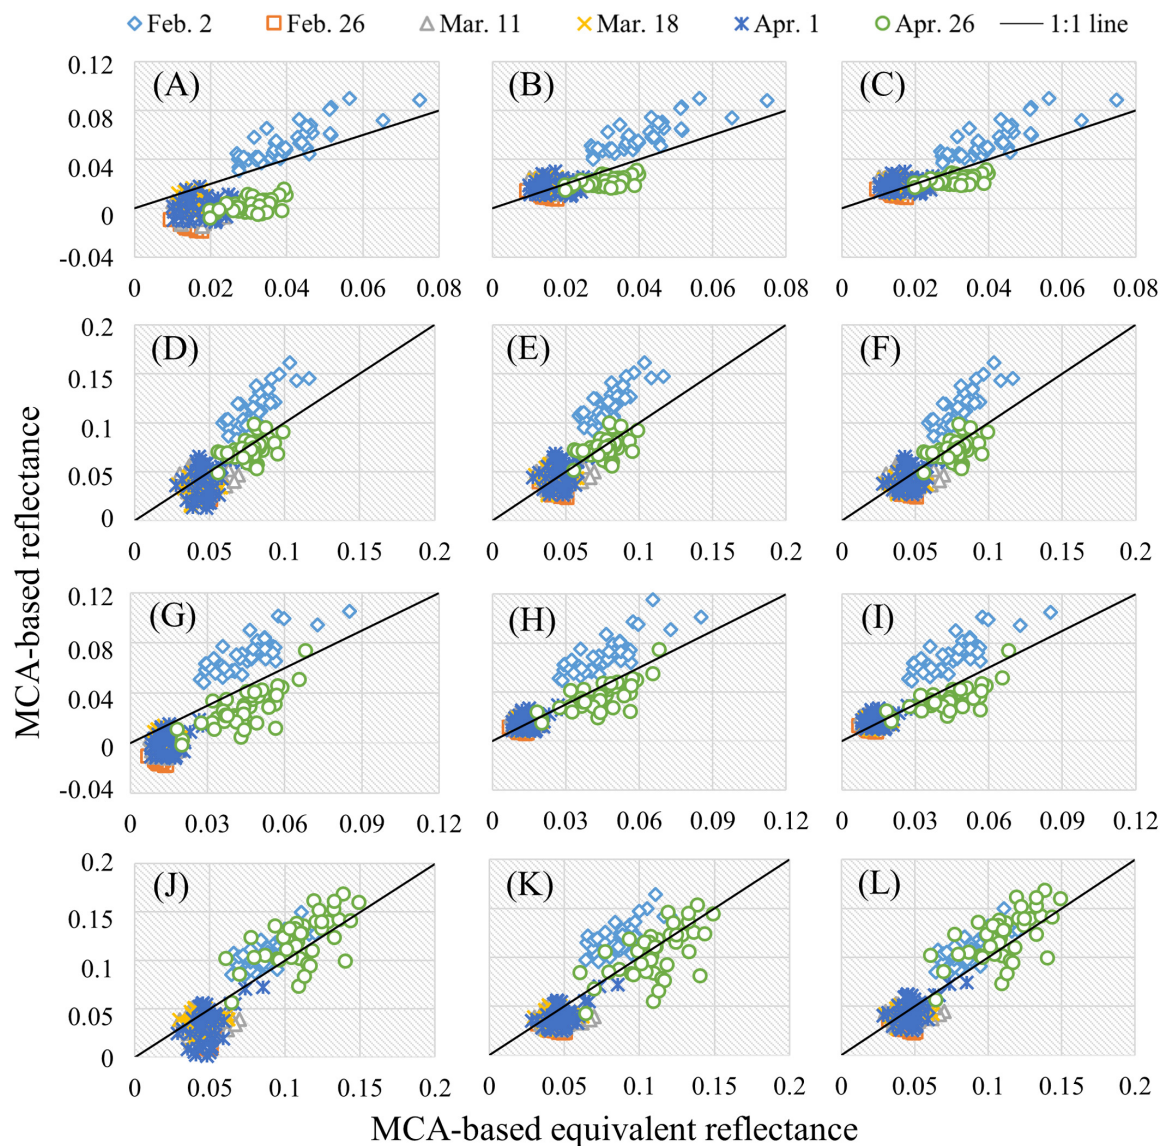 Feb. 2 Feb. 26 Mar. 11 Mar. 18 Apr. 1 Apr. 26 1:1 line
0.12
0.08
0.04
0
-0.04
(A) (B) (C)
0 0.02 0.04 0.06 0.08 0 0.02 0.04 0.06 0.08 0 0.02 0.04 0.06 0.08
0.2
0.15
0.1
0.05
0
(D) (E) (F)
0 0.05 0.1 0.15 0.2 0 0.05 0.1 0.15 0.2 0 0.05 0.1 0.15 0.2
MCA-based reflectance
0.12
0.08
0.04
0
-0.04
(G) (H) (I)
0 0.03 0.06 0.09 0.12 0 0.03 0.06 0.09 0.12 0 0.03 0.06 0.09 0.12
0.2
0.15
0.1
0.05
0
(J) (K) (L)
0 0.05 0.1 0.15 0.2 0 0.05 0.1 0.15 0.2 0 0.05 0.1 0.15 0.2
MCA-based equivalent reflectance